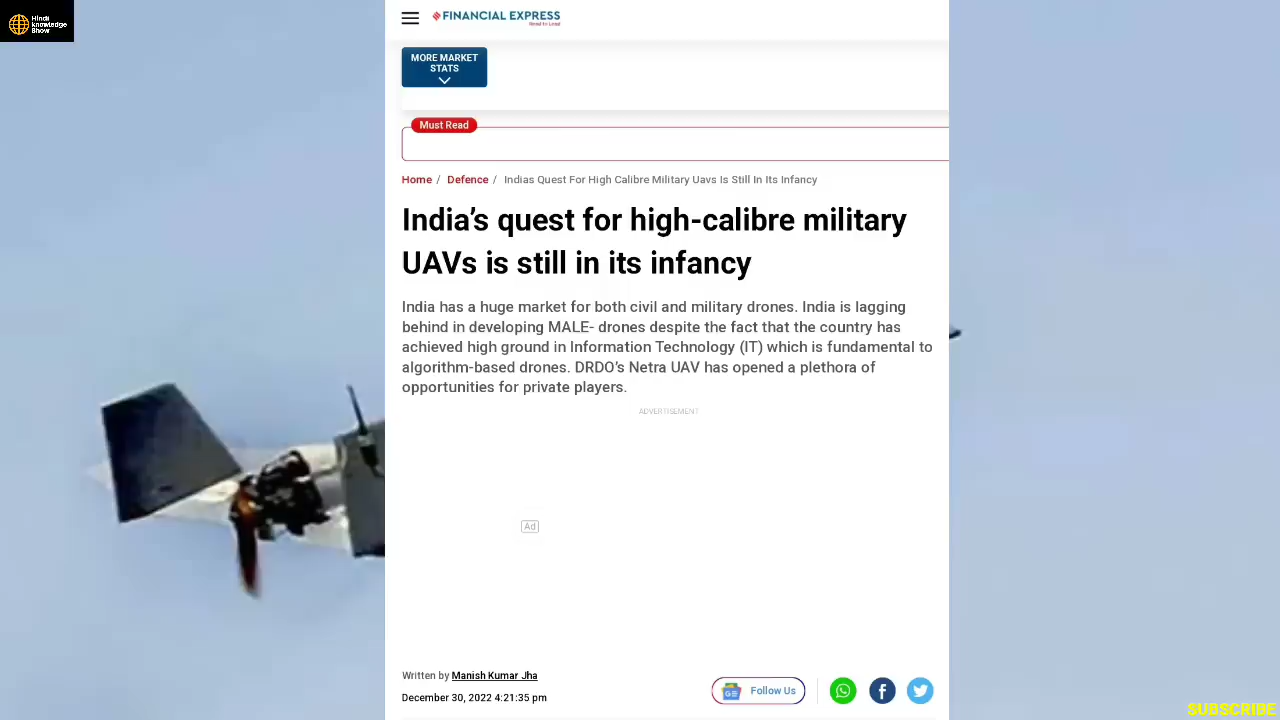 Hindi
Knowledge
Show
FINANCIAL EXPRESS
Read to Lead
MORE MARKET
STATS
Must Read
Home / Defence / Indias Quest For High Calibre Military Uavs Is Still In Its Infancy
India’s quest for high-calibre military
UAVs is still in its infancy
India has a huge market for both civil and military drones. India is lagging
behind in developing MALE- drones despite the fact that the country has
achieved high ground in Information Technology (IT) which is fundamental to
algorithm-based drones. DRDO’s Netra UAV has opened a plethora of
opportunities for private players.
ADVERTISEMENT
Ad
Written by Manish Kumar Jha
December 30, 2022 4:21:35 pm
Follow Us
SUBSCRIBE